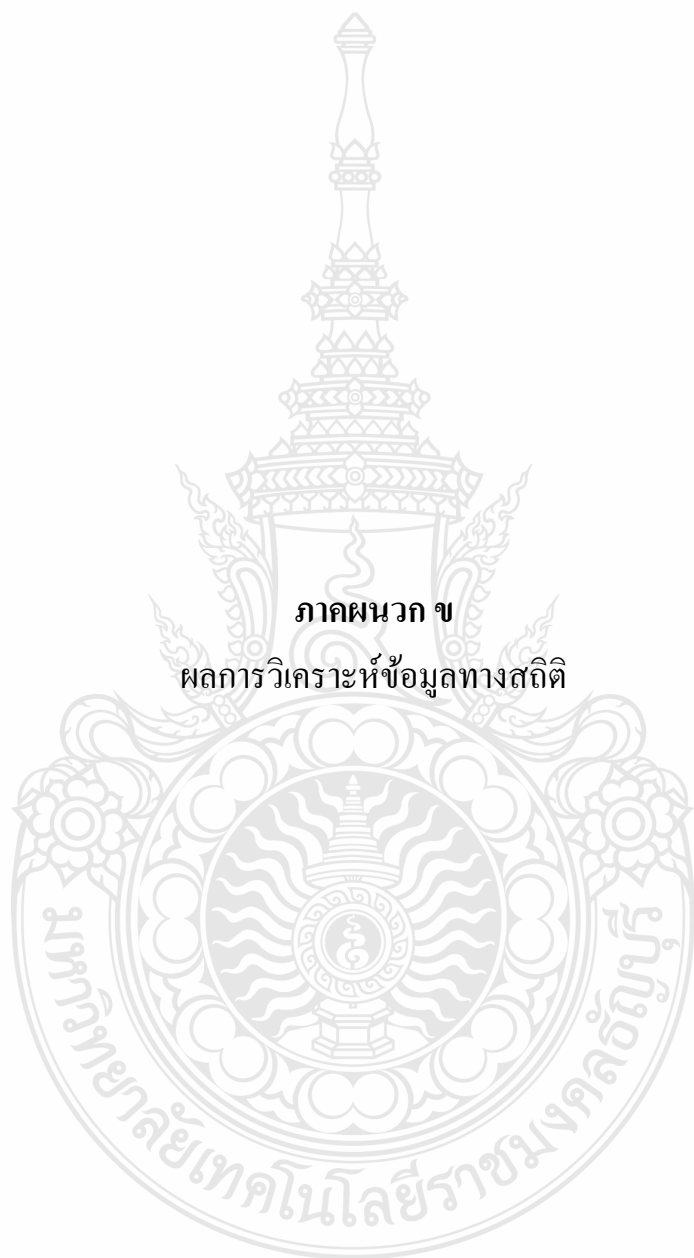 ภาคผนวก ข
ผลการวิเคราะห์ข้อมูลทางสถิติ
มหาวิทยาลัยเทคโนโลยีราชมงคลธัญบุรี